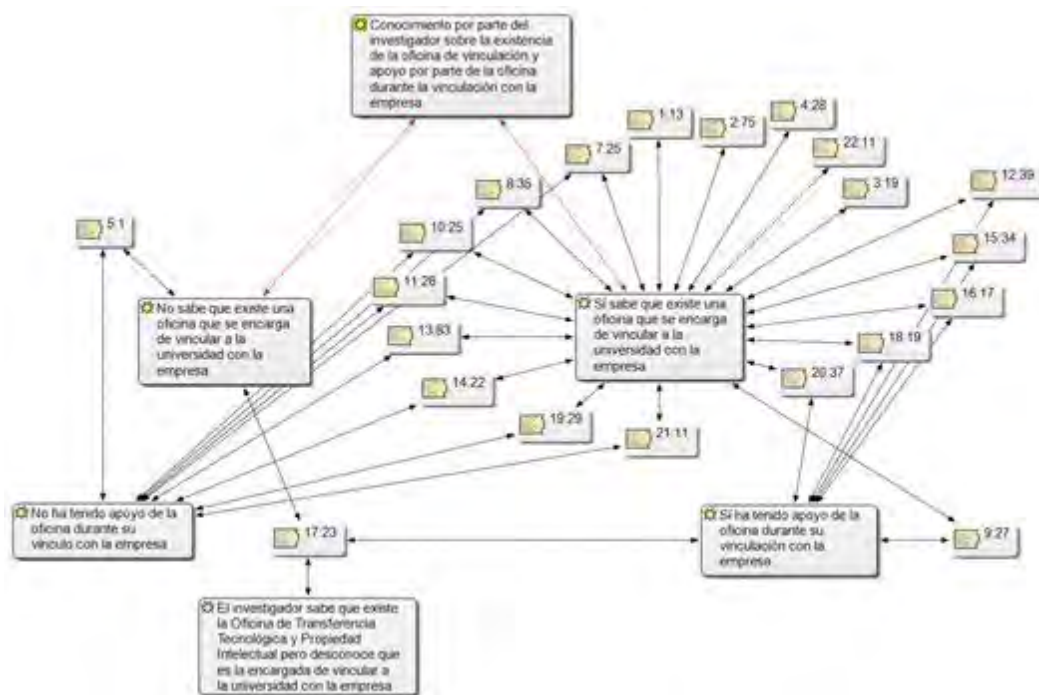 Conocimiento por parte del
investigador sobre la existencia
de la oficina de vinculación y
apoyo por parte de la oficina
durante la vinculación con la
empresa
1:13
2:75
4:28
22:11
7:25
3:19
12:39
8:35
5:1
10:25
15:34
11:26
16:17
No sabe que existe una
oficina que se encarga
de vincular a la
universidad con la
empresa
Sí sabe que existe una
oficina que se encarga
de vincular a la
universidad con la
empresa
13:83
18:19
20:37
14:22
19:29
21:11
No ha tenido apoyo de la
oficina durante su
vínculo con la empresa
17:23
Sí ha tenido apoyo de la
oficina durante su
vinculación con la
empresa
9:27
El investigador sabe que existe
la Oficina de Transferencia
Tecnológica y Propiedad
Intelectual pero desconoce que
es la encargada de vincular a
la universidad con la empresa